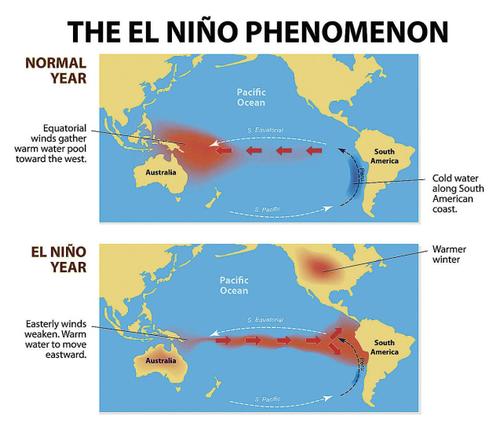 THE EL NIÑO PHENOMENON
NORMAL
YEAR
Pacific
Ocean
Equatorial
winds gather
warm water pool
toward the west.
S. Equatorial
Australia
South
America
Peru
Cold water
along South
American
coast.
S. Pacific
EL NIÑO
YEAR
Warmer
winter
Pacific
Ocean
Easterly winds
weaken. Warm
water to move
eastward.
S. Equatorial
Australia
South
America
Peru
S. Pacific